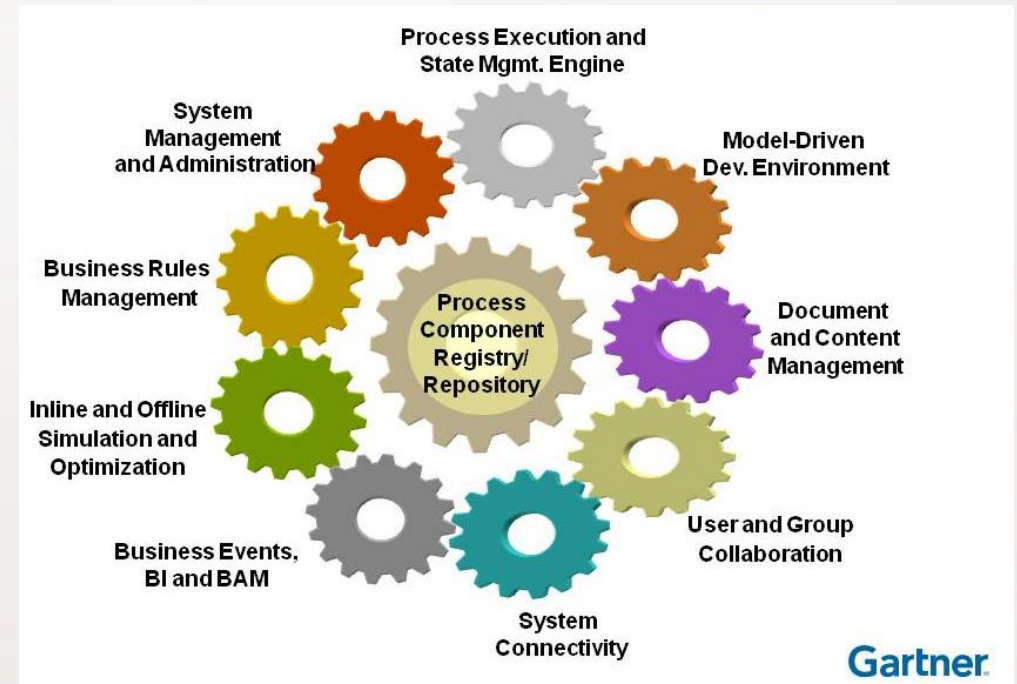 Process Execution and
State Mgmt. Engine
System
Management
and Administration
Model-Driven
Dev. Environment
Business Rules
Management
Process
Component
Registry/
Repository
Document
and Content
Management
Inline and Offline
Simulation and
Optimization
User and Group
Collaboration
Business Events,
BI and BAM
System
Connectivity
Gartner.